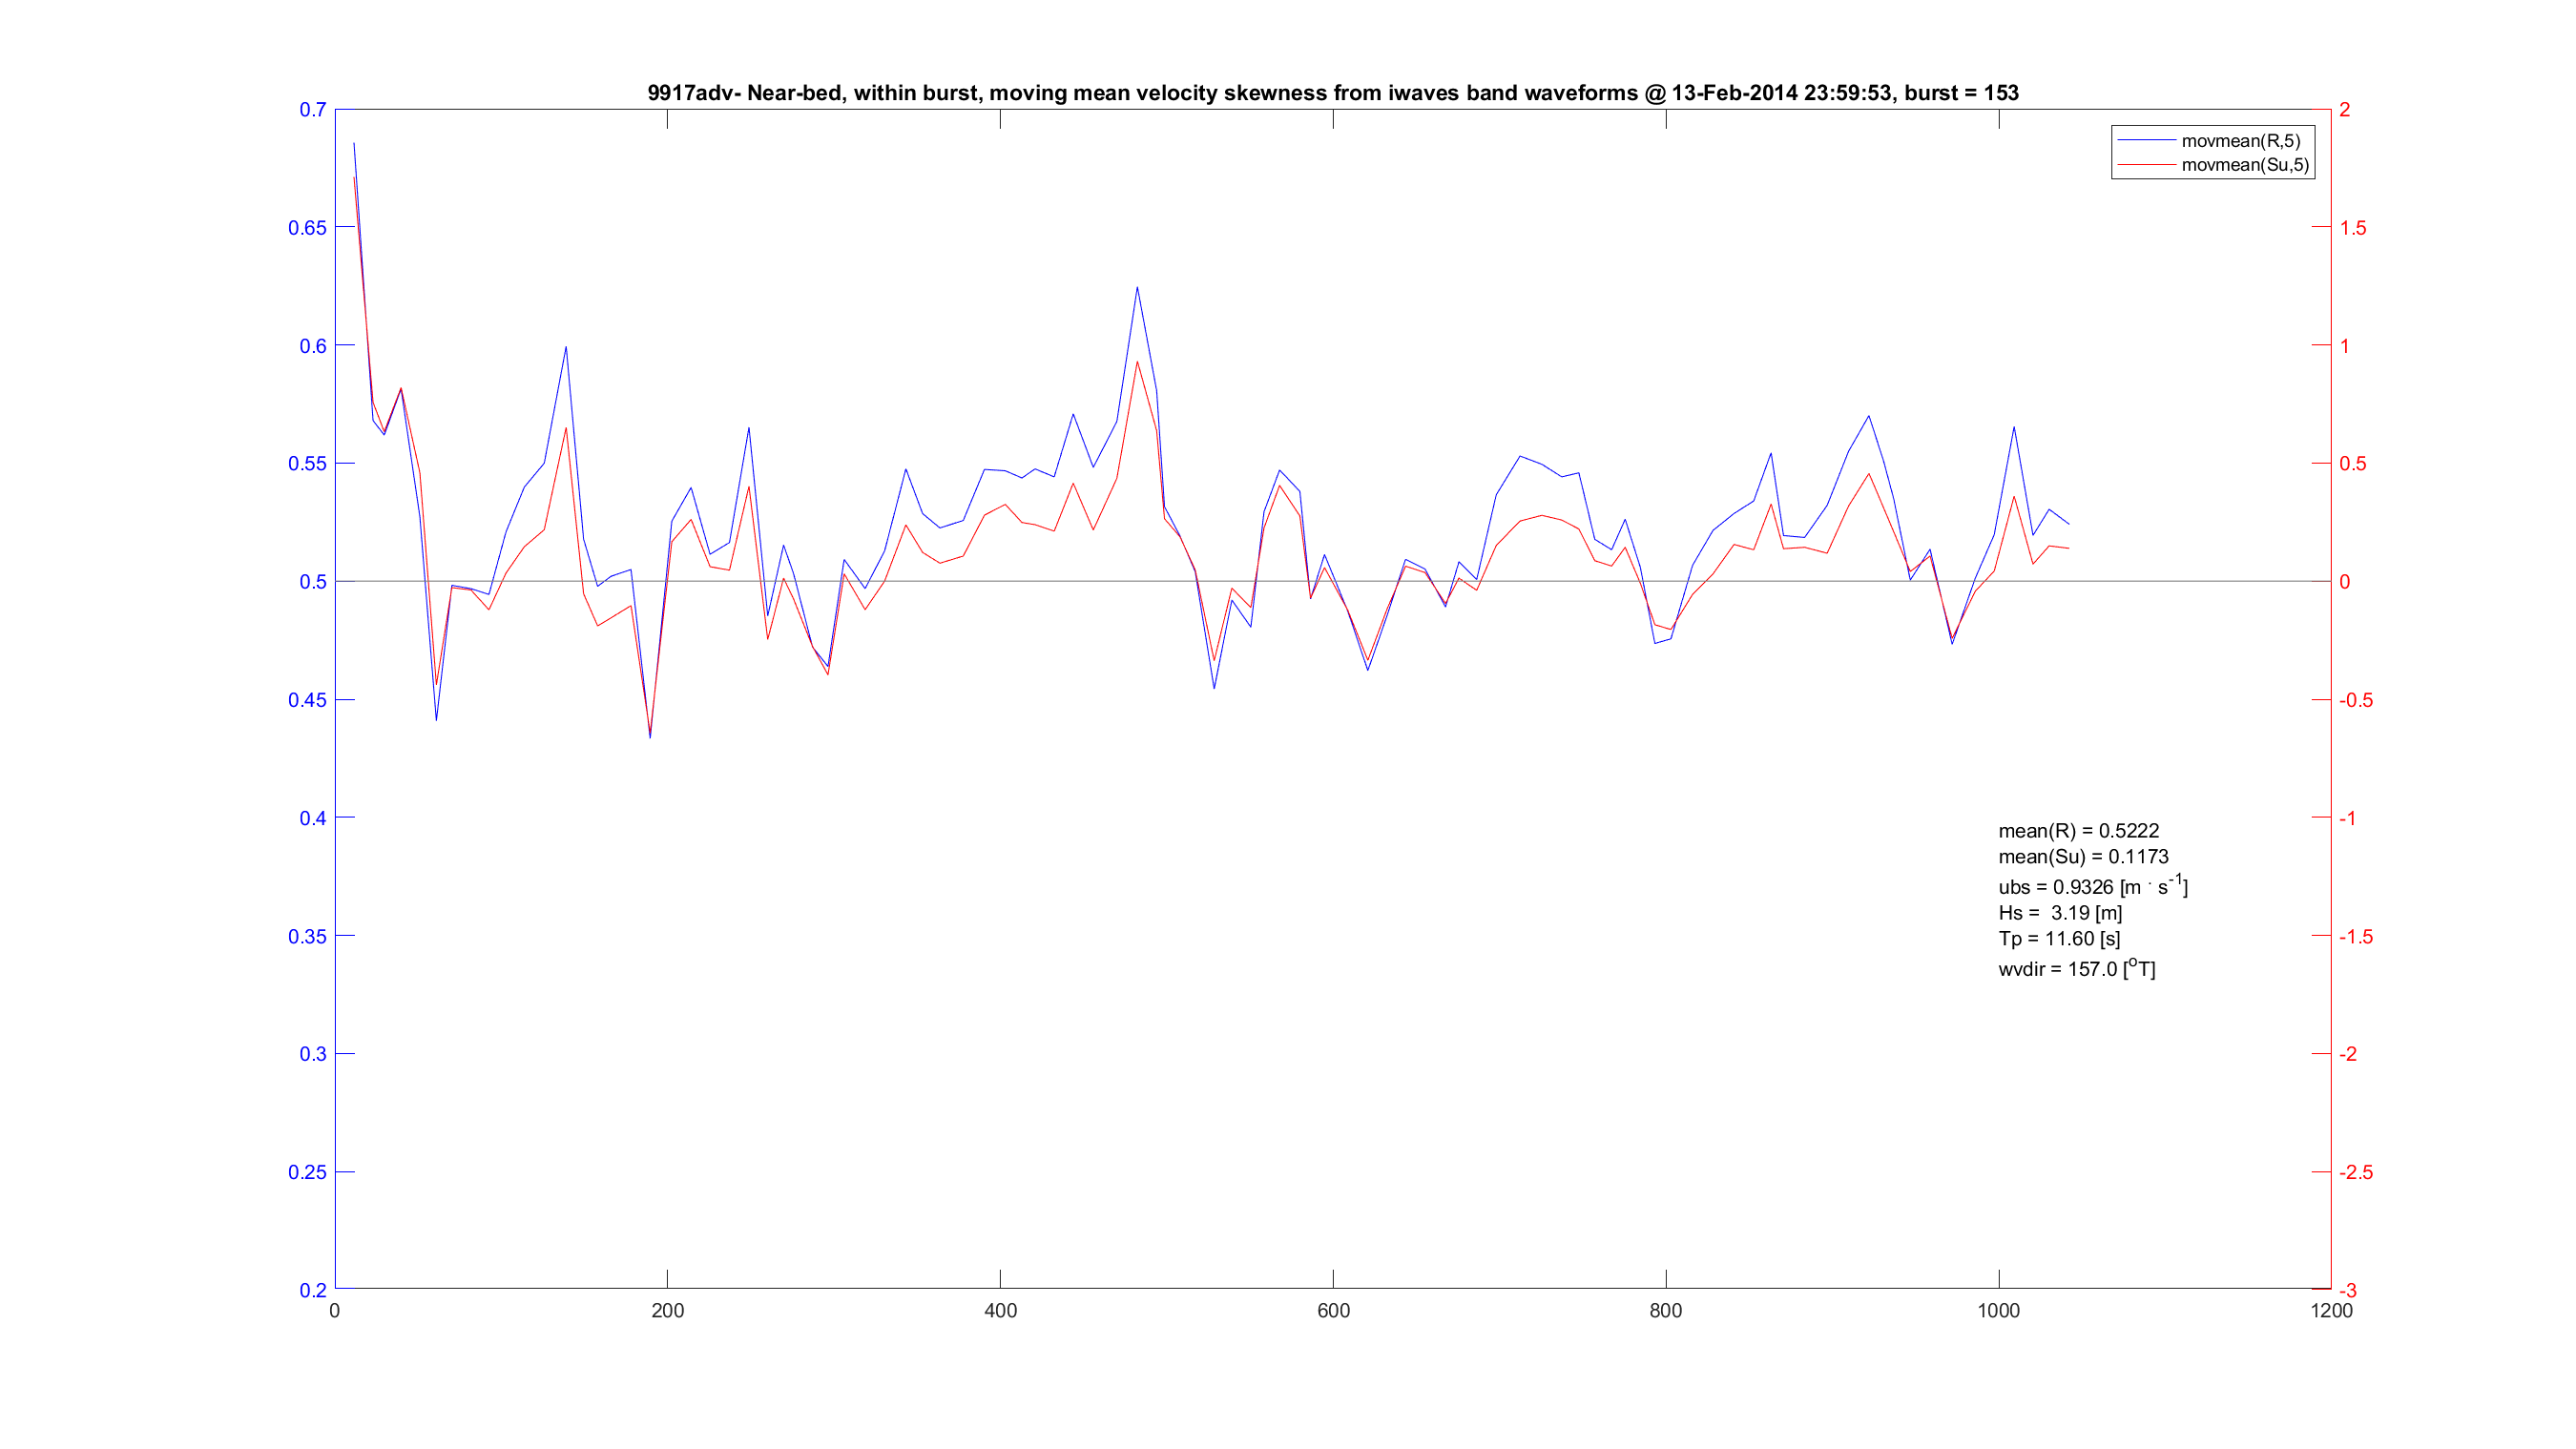 9917adv- Near-bed, within burst, moving mean velocity skewness from iwaves band waveforms @ 13-Feb-2014 23:59:53, burst = 153
movmean(R,5)
movmean(Su,5)
0.7
0.65
0.6
0.55
0.5
0.45
0.4
0.35
0.3
0.25
0.2
2
1.5
1
0.5
0
-0.5
-1
-1.5
-2
-2.5
-3
mean(R) = 0.5222
mean(Su) = 0.1173
ubs = 0.9326 [m · s-1]
Hs = 3.19 [m]
Tp = 11.60 [s]
wvdir = 157.0 [oT]
0 200 400 600 800 1000 1200